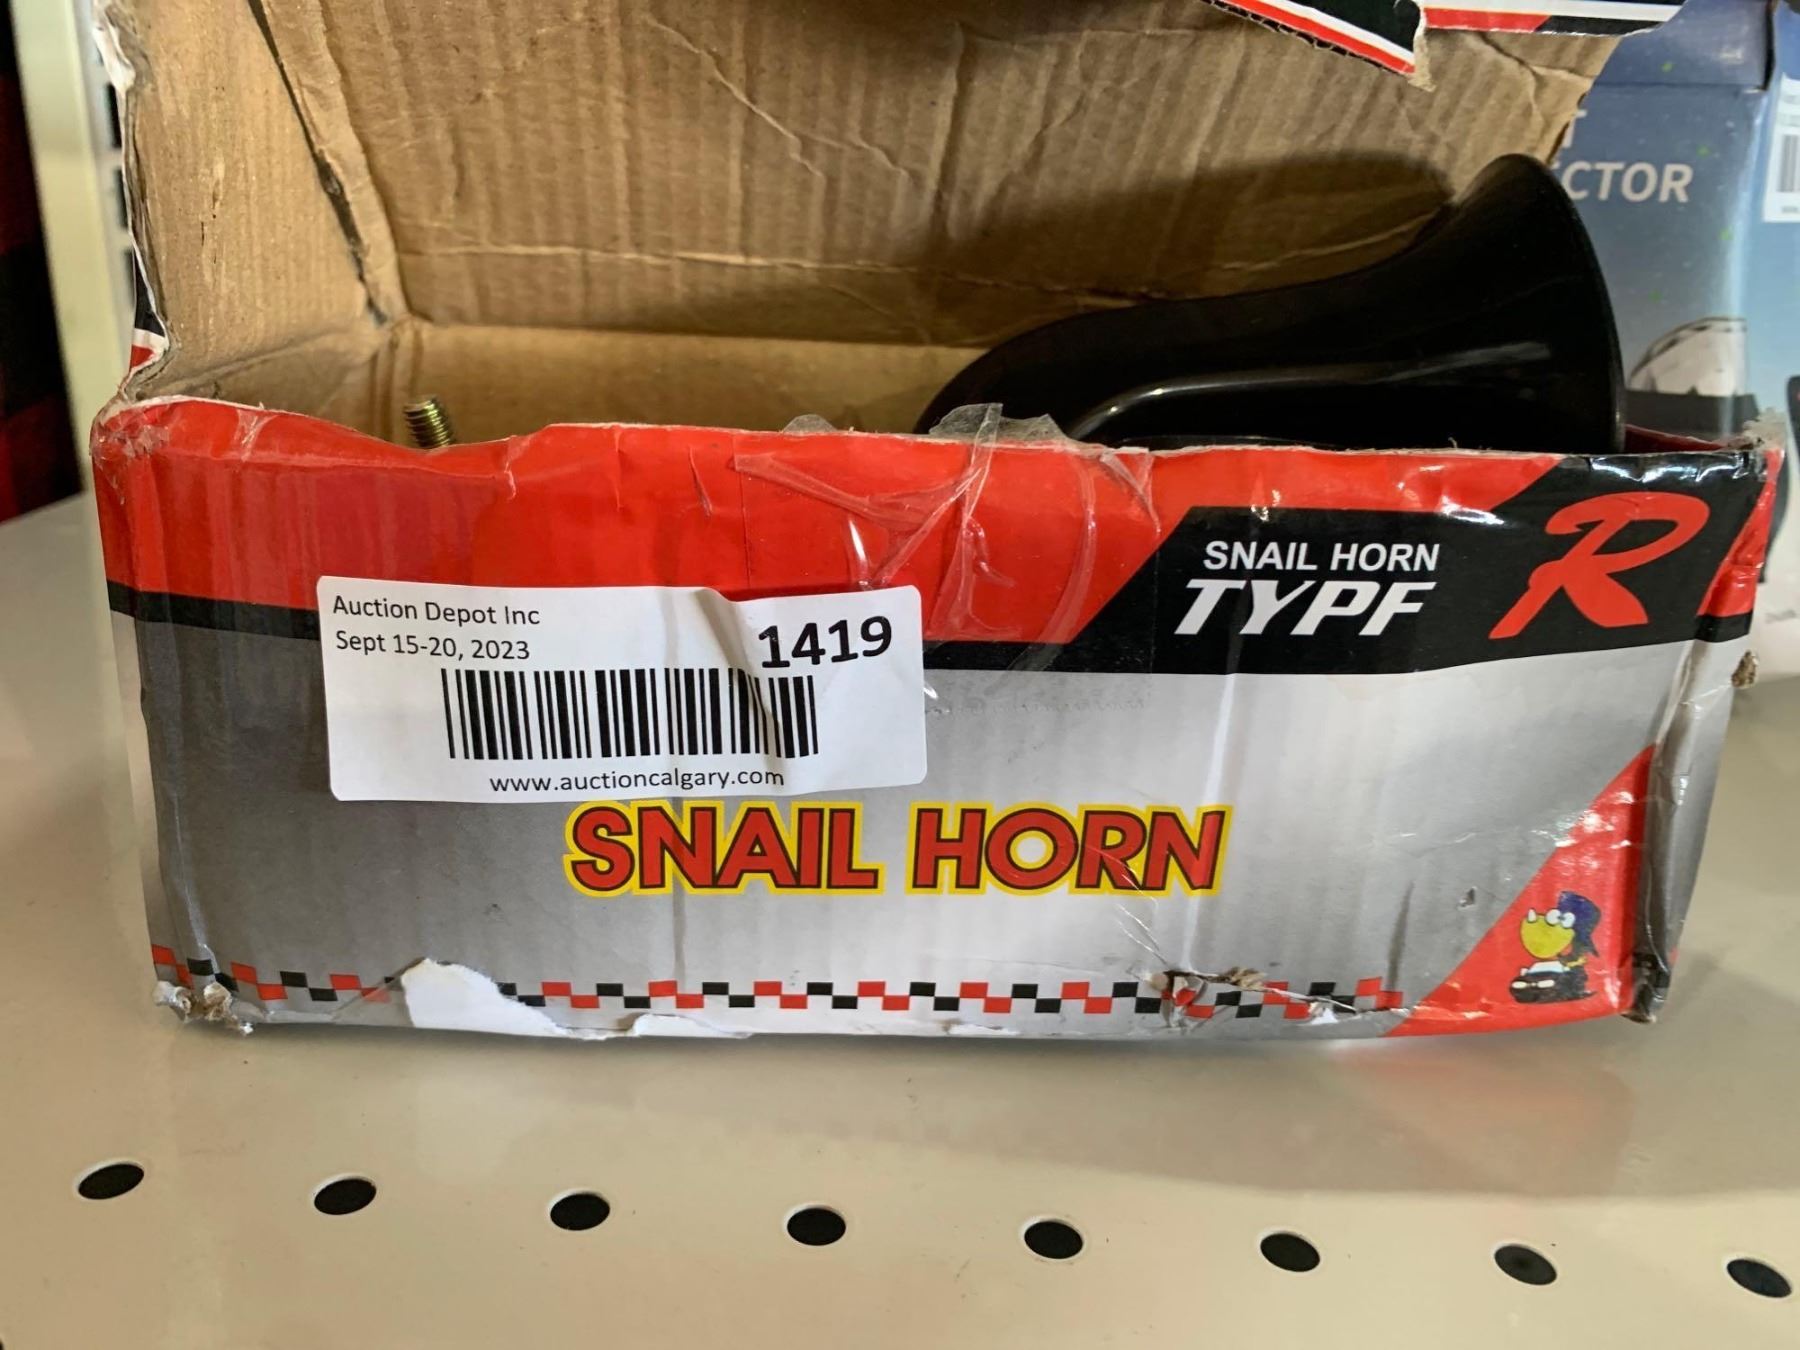 CTOR
SNAIL HORN
TYPF R
Auction Depot Inc
Sept 15-20, 2023
1419
www.auctioncalgary.com
SNAIL HORN